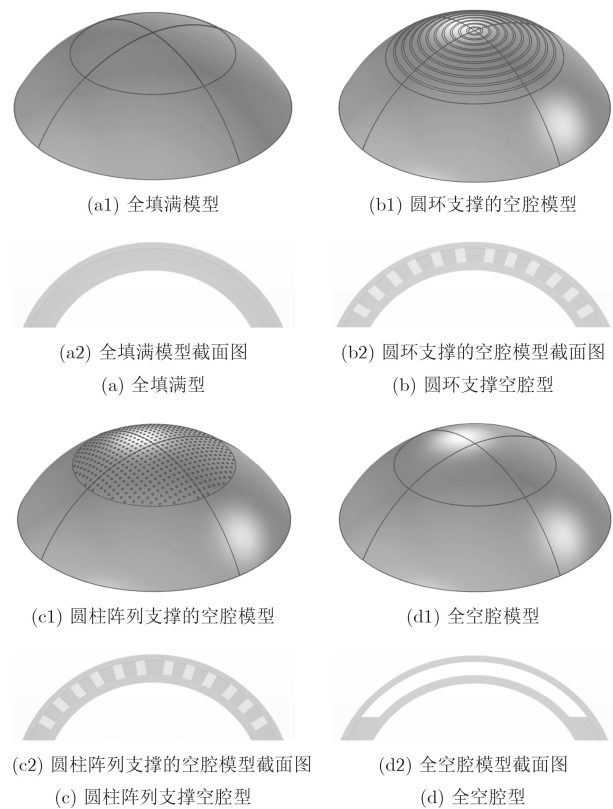 (a1) 全填满模型
(b1) 圆环支撑的空腔模型
(a2) 全填满模型截面图
(b2) 圆环支撑的空腔模型截面图
(a) 全填满型
(b) 圆环支撑空腔型
(c1) 圆柱阵列支撑的空腔模型
(d1) 全空腔模型
(c2) 圆柱阵列支撑的空腔模型截面图
(d2) 全空腔模型截面图
(c) 圆柱阵列支撑空腔型
(d) 全空腔型